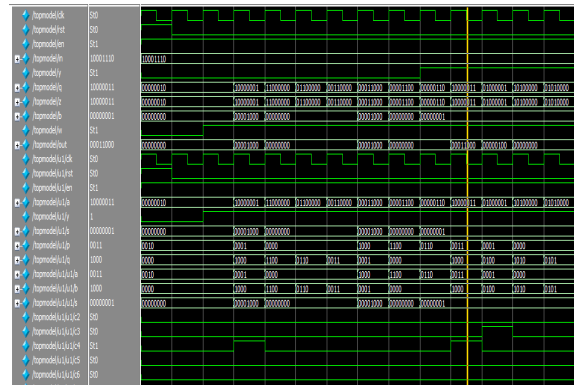 /topmodel/clk St0
/topmodel/rst St0
/topmodel/en St1
/topmodel/in 10001110 10001110
/topmodel/y St1
/topmodel/q 10000011 00000010 10000001 11000000 01100000 00110000 00011000 00001100 00000110 10000011 01000001 10100000 01010000
/topmodel/z 10000011 00000010 10000001 11000000 01100000 00110000 00011000 00001100 00000110 10000011 01000001 10100000 01010000
/topmodel/b 00000001 00000000 00001000 00000000 00001000 00000000 00000001
/topmodel/w St1
/topmodel/out 00011000 00000000 00001000 00000000 00001000 00000000 00011000 00000100 00000000
/topmodel/u1/clk St0
/topmodel/u1/rst St0
/topmodel/u1/en St1
/topmodel/u1/a 10000011 00000010 10000001 11000000 01100000 00110000 00011000 00001100 00000110 10000011 01000001 10100000 01010000
/topmodel/u1/y 1
/topmodel/u1/s 00000001 00000000 00001000 00000000 00001000 00000000 00000001
/topmodel/u1/p 0011 0010 0001 0000 1000 1100 0110 0011 0001 0000
/topmodel/u1/q 1000 0000 1000 1100 0110 0011 0001 0000 1000 0100 1010 0101
/topmodel/u1/u1/a 0011 0010 0001 0000 1000 1100 0110 0011 0001 0000
/topmodel/u1/u1/b 1000 0000 1000 1100 0110 0011 0001 0000 1000 0100 1010 0101
/topmodel/u1/u1/s 00000001 00000000 00001000 00000000 00001000 00000000 00000001
/topmodel/u1/u1/c2 St0
/topmodel/u1/u1/c3 St0
/topmodel/u1/u1/c4 St1
/topmodel/u1/u1/c5 St0
/topmodel/u1/u1/c6 St0